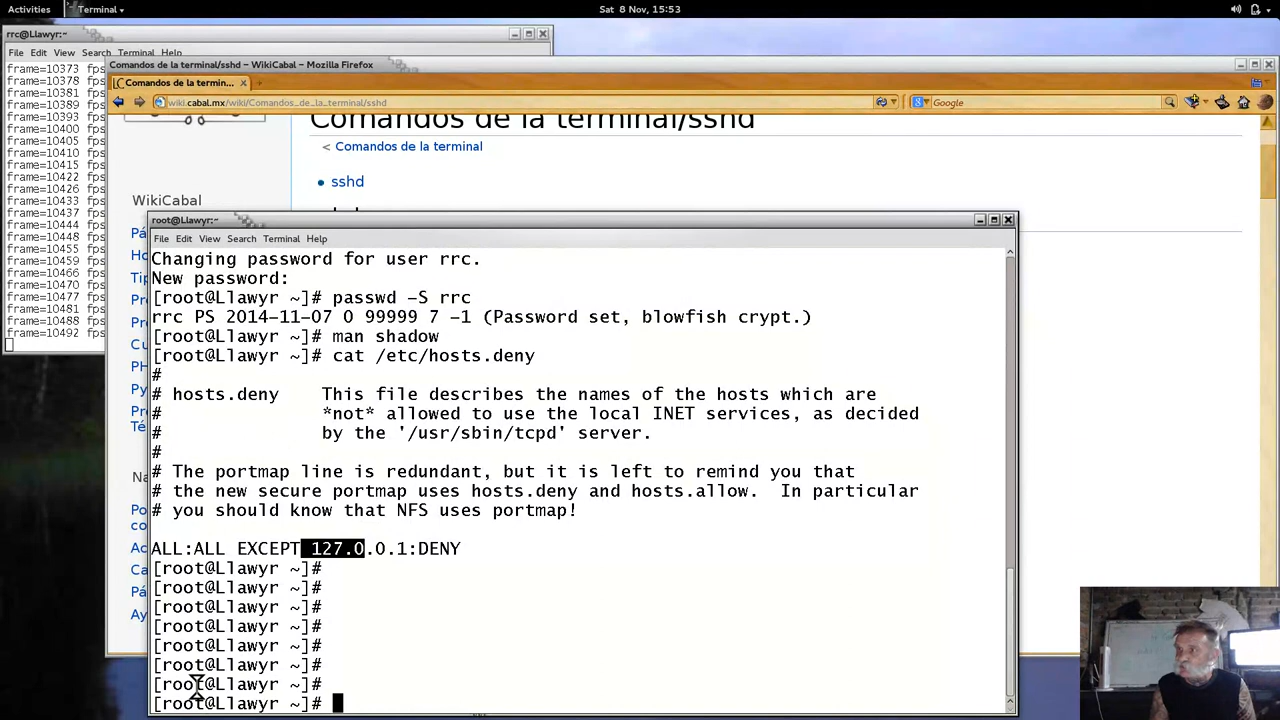 Activities
Terminal
Sat 8 Nov, 15:53
rrc@Llawyr:~
File Edit View Search Terminal Help
frame=10373 fps
frame=10378 fps
frame=10381 fps
frame=10389 fps
frame=10393 fps
frame=10400 fps
frame=10405 fps
frame=10410 fps
frame=10415 fps
frame=10422 fps
frame=10426 fps
frame=10433 fps
frame=10437 fps
frame=10444 fps
frame=10448 fps
frame=10455 fps
frame=10459 fps
frame=10466 fps
frame=10470 fps
frame=10477 fps
frame=10481 fps
frame=10488 fps
frame=10492 fps
Comandos de la terminal/sshd – WikiCabal – Mozilla Firefox
Comandos de la termin...
wiki.cabal.mx/wiki/Comandos_de_la_terminal/sshd
Google
Comandos de la terminal/sshd
< Comandos de la terminal
sshd
WikiCabal
root@Llawyr:~
File Edit View Search Terminal Help
Changing password for user rrc.
New password:
[root@Llawyr ~]# passwd -S rrc
rrc PS 2014-11-07 0 99999 7 -1 (Password set, blowfish crypt.)
[root@Llawyr ~]# man shadow
[root@Llawyr ~]# cat /etc/hosts.deny
#
# hosts.deny    This file describes the names of the hosts which are
#               *not* allowed to use the local INET services, as decided
#               by the '/usr/sbin/tcpd' server.
#
# The portmap line is redundant, but it is left to remind you that
# the new secure portmap uses hosts.deny and hosts.allow.  In particular
# you should know that NFS uses portmap!
ALL:ALL EXCEPT 127.0.0.1:DENY
[root@Llawyr ~]#
[root@Llawyr ~]#
[root@Llawyr ~]#
[root@Llawyr ~]#
[root@Llawyr ~]#
[root@Llawyr ~]#
[root@Llawyr ~]#
[root@Llawyr ~]#